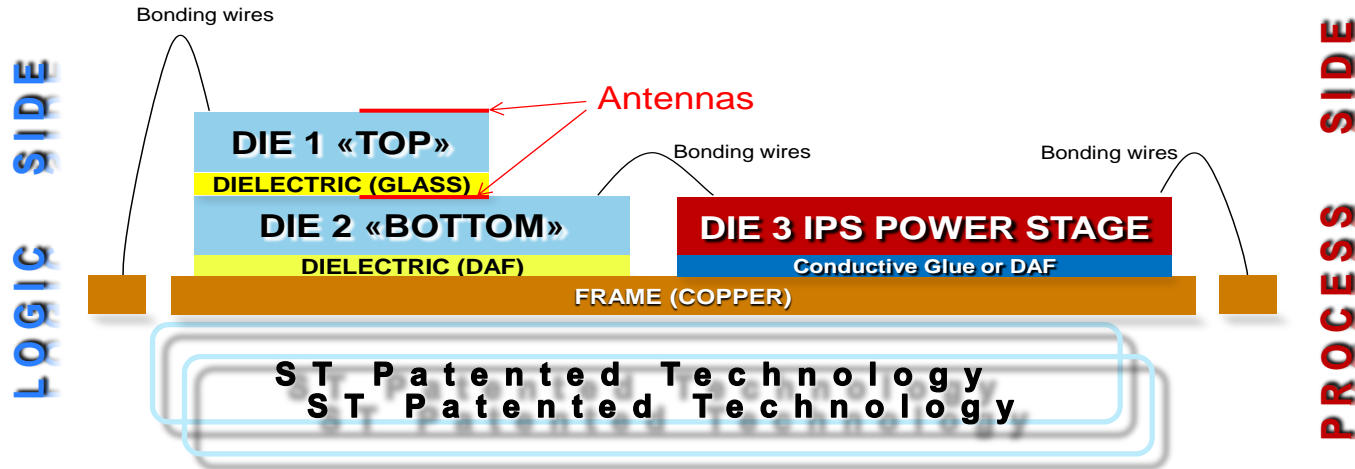 Bonding wires
LOGIC SIDE
PROCESS SIDE
Antennas
DIE 1 «TOP»
Bonding wires
Bonding wires
DIELECTRIC (GLASS)
DIE 2 «BOTTOM»
DIE 3 IPS POWER STAGE
DIELECTRIC (DAF)
Conductive Glue or DAF
FRAME (COPPER)
ST Patented Technology
ST Patented Technology